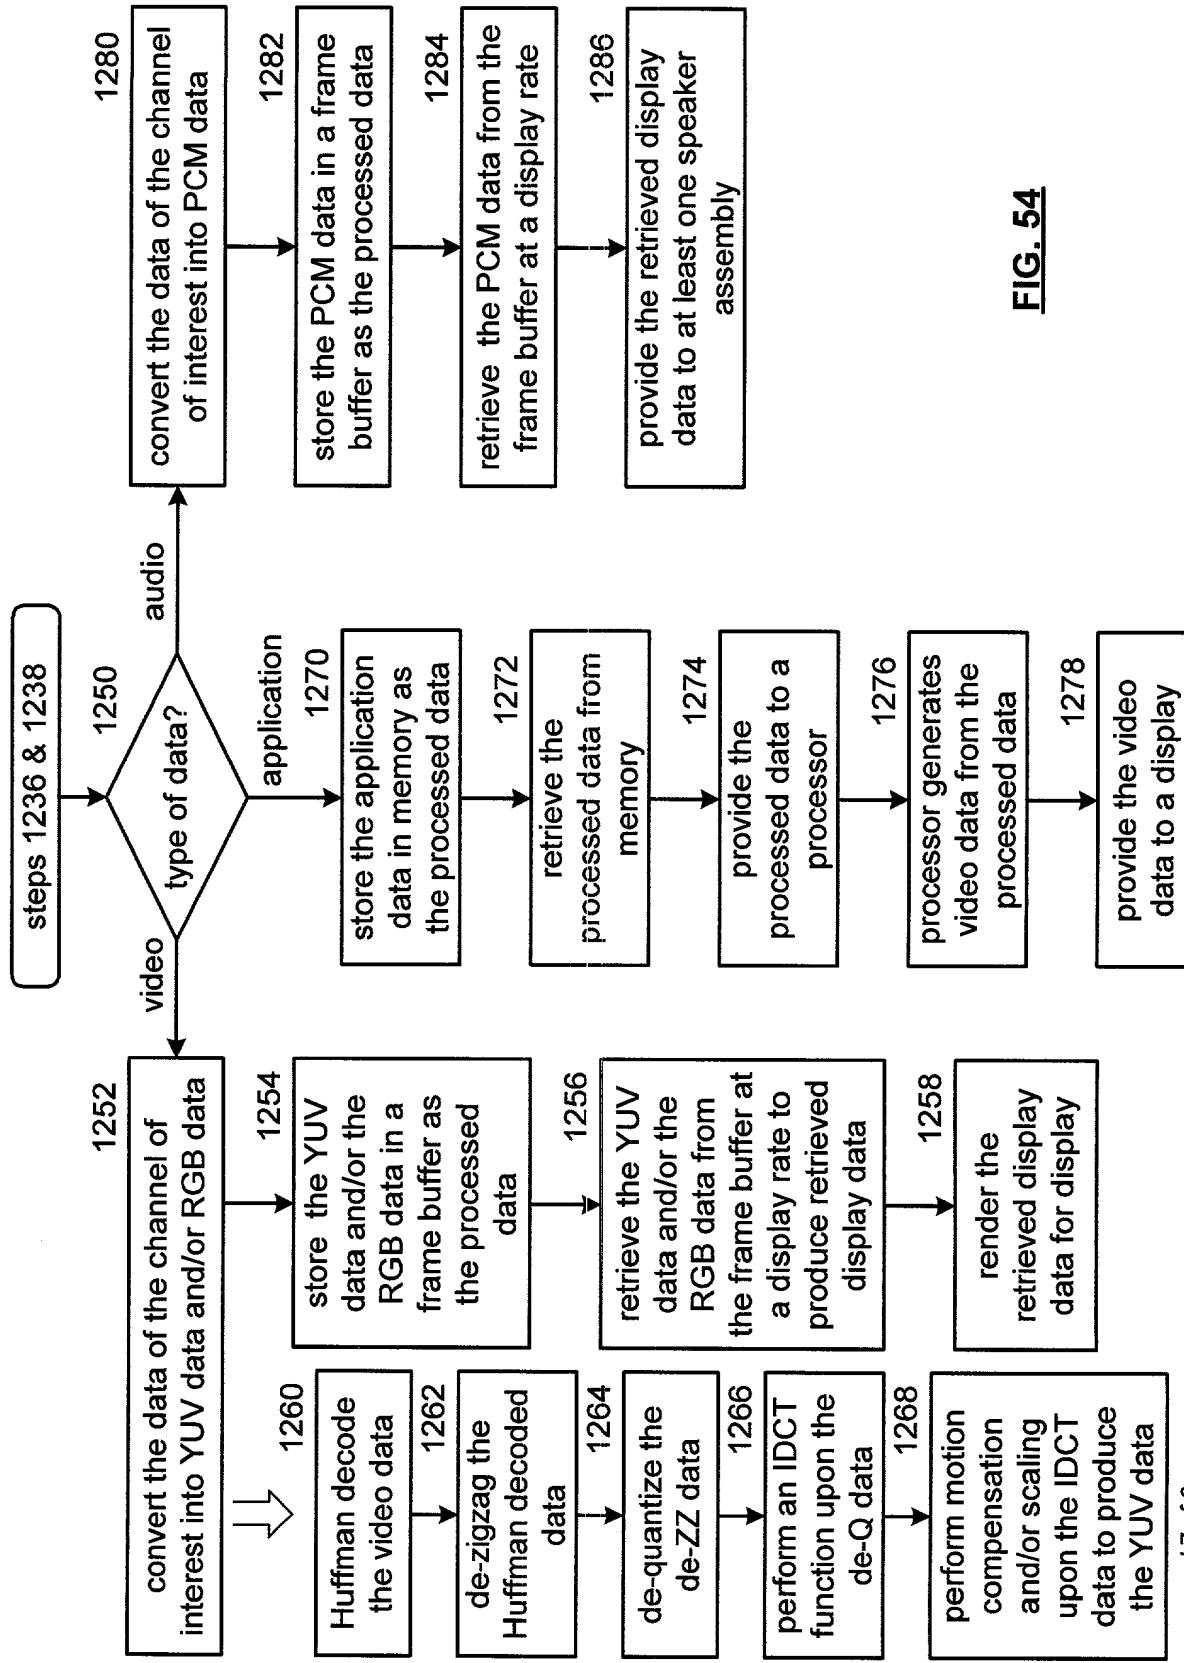 steps 1236 & 1238
1250
type of data?
video
application
audio
1252
convert the data of the channel of
interest into YUV data and/or RGB data
1254
store the YUV
data and/or the
RGB data in a
frame buffer as
the processed
data
1256
retrieve the YUV
data and/or the
RGB data from
the frame buffer at
a display rate to
produce retrieved
display data
1258
render the
retrieved display
data for display
1260
Huffman decode
the video data
1262
de-zigzag the
Huffman decoded
data
1264
de-quantize the
de-ZZ data
1266
perform an IDCT
function upon the
de-Q data
1268
perform motion
compensation
and/or scaling
upon the IDCT
data to produce
the YUV data
1270
store the application
data in memory as
the processed data
1272
retrieve the
processed data from
memory
1274
provide the
processed data to a
processor
1276
processor generates
video data from the
processed data
1278
provide the video
data to a display
1280
convert the data of the channel
of interest into PCM data
1282
store the PCM data in a frame
buffer as the processed data
1284
retrieve the PCM data from the
frame buffer at a display rate
1286
provide the retrieved display
data to at least one speaker
assembly
FIG. 54